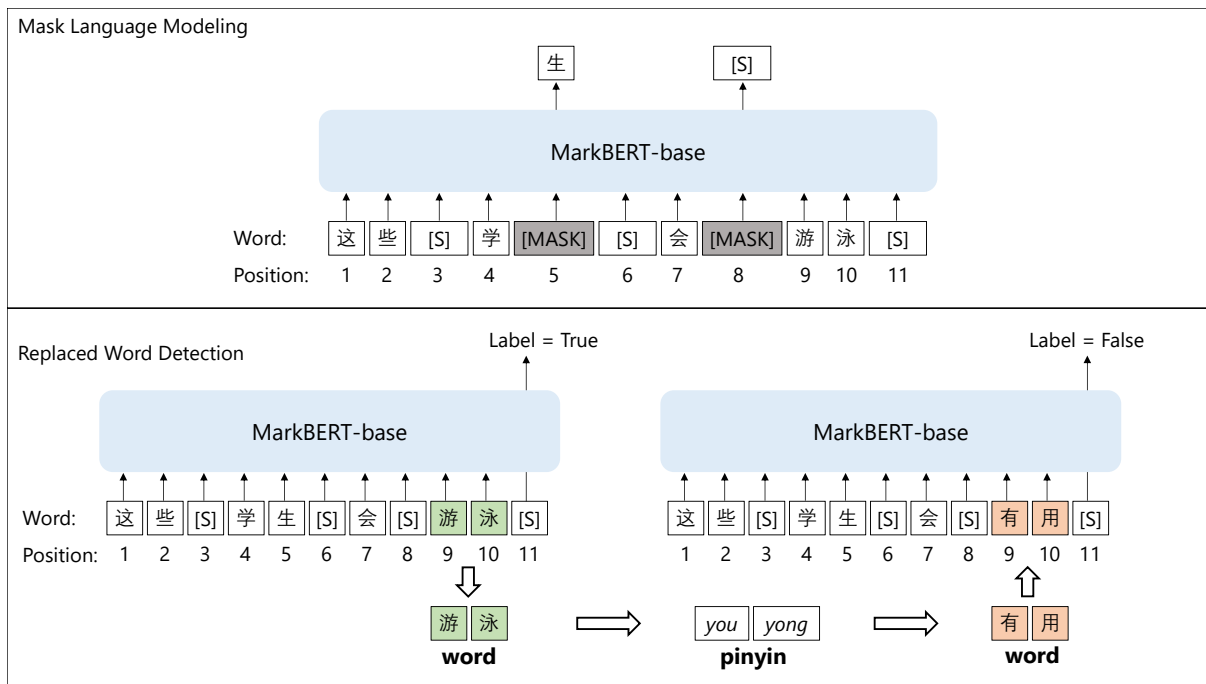 Mask Language Modeling
生 [S]
MarkBERT-base
Word: 这 些 [S] 学 [MASK] [S] 会 [MASK] 游 泳 [S]
Position: 1 2 3 4 5 6 7 8 9 10 11
Replaced Word Detection
Label = True
MarkBERT-base
Word: 这 些 [S] 学 生 [S] 会 [S] 游 泳 [S]
Position: 1 2 3 4 5 6 7 8 9 10 11
Label = False
MarkBERT-base
这 些 [S] 学 生 [S] 会 [S] 有 用 [S]
1 2 3 4 5 6 7 8 9 10 11
游 泳
word
you yong
pinyin
有 用
word